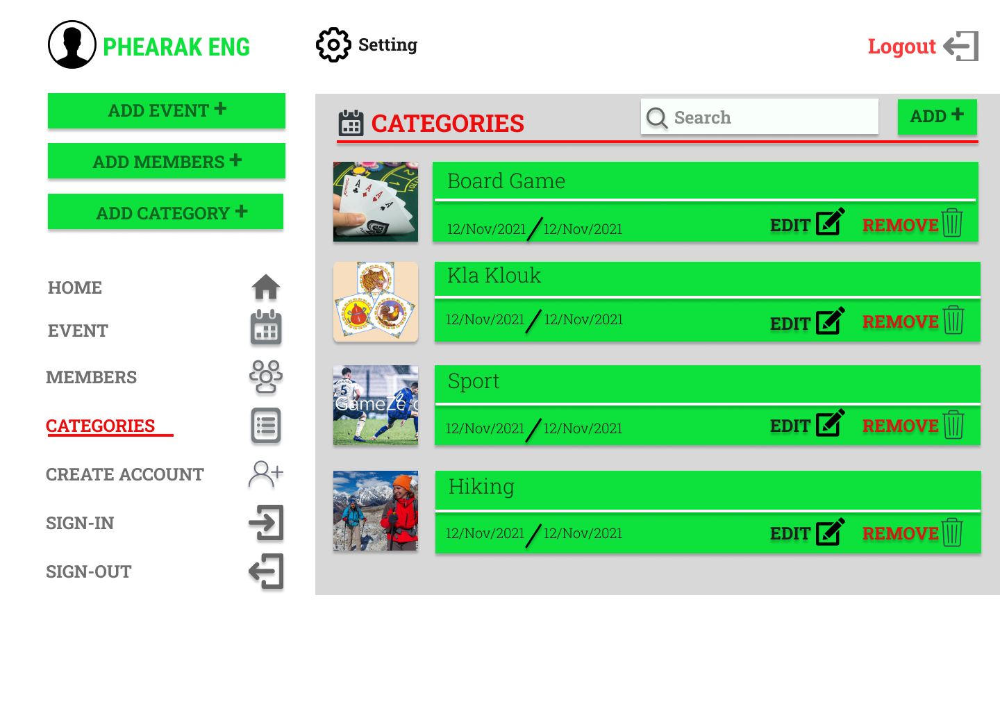 PHEARAK ENG
Setting
Logout
ADD EVENT +
ADD MEMBERS +
ADD CATEGORY +
HOME
EVENT
MEMBERS
CATEGORIES
CREATE ACCOUNT
SIGN-IN
SIGN-OUT
CATEGORIES
Search
ADD +
Board Game
12/Nov/2021 / 12/Nov/2021
EDIT
REMOVE
Kla Klouk
12/Nov/2021 / 12/Nov/2021
EDIT
REMOVE
5
GameZe
Sport
12/Nov/2021 / 12/Nov/2021
EDIT
REMOVE
Hiking
12/Nov/2021 / 12/Nov/2021
EDIT
REMOVE